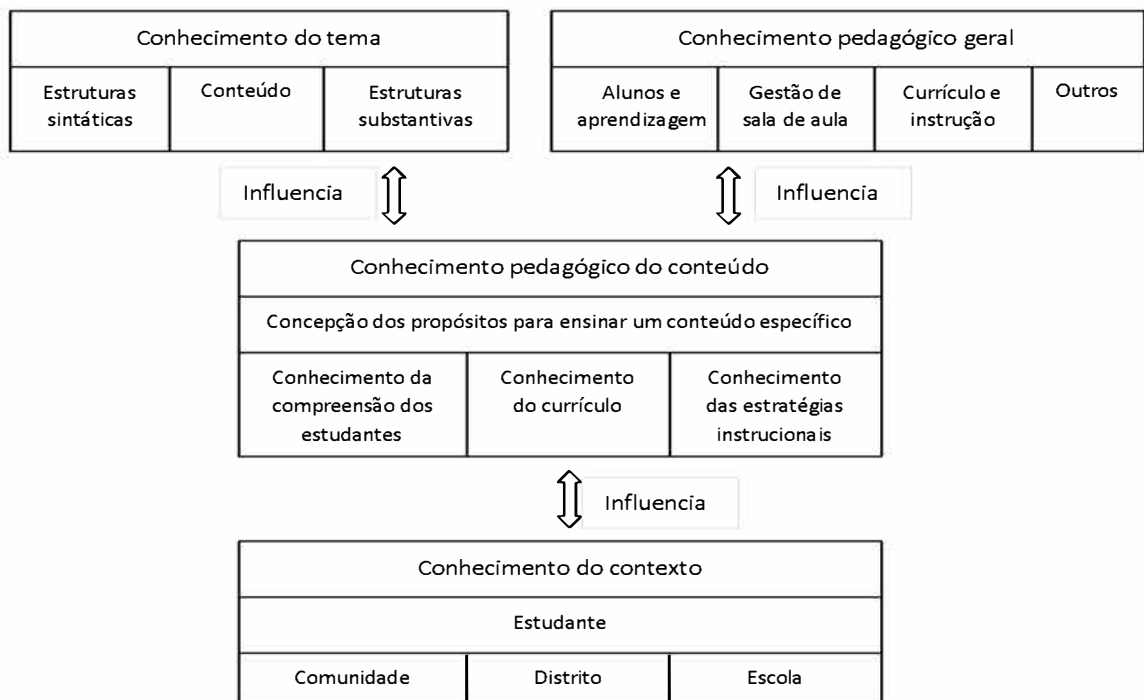 Conhecimento do tema
Estruturas
sintáticas
Conteúdo
Estruturas
substantivas
Conhecimento pedagógico geral
Alunos e
aprendizagem
Gestão de
sala de aula
Currículo e
instrução
Outros
Influencia
Influencia
Conhecimento pedagógico do conteúdo
Concepção dos propósitos para ensinar um conteúdo específico
Conhecimento da
compreensão dos
estudantes
Conhecimento
do currículo
Conhecimento
das estratégias
instrucionais
Influencia
Conhecimento do contexto
Estudante
Comunidade
Distrito
Escola